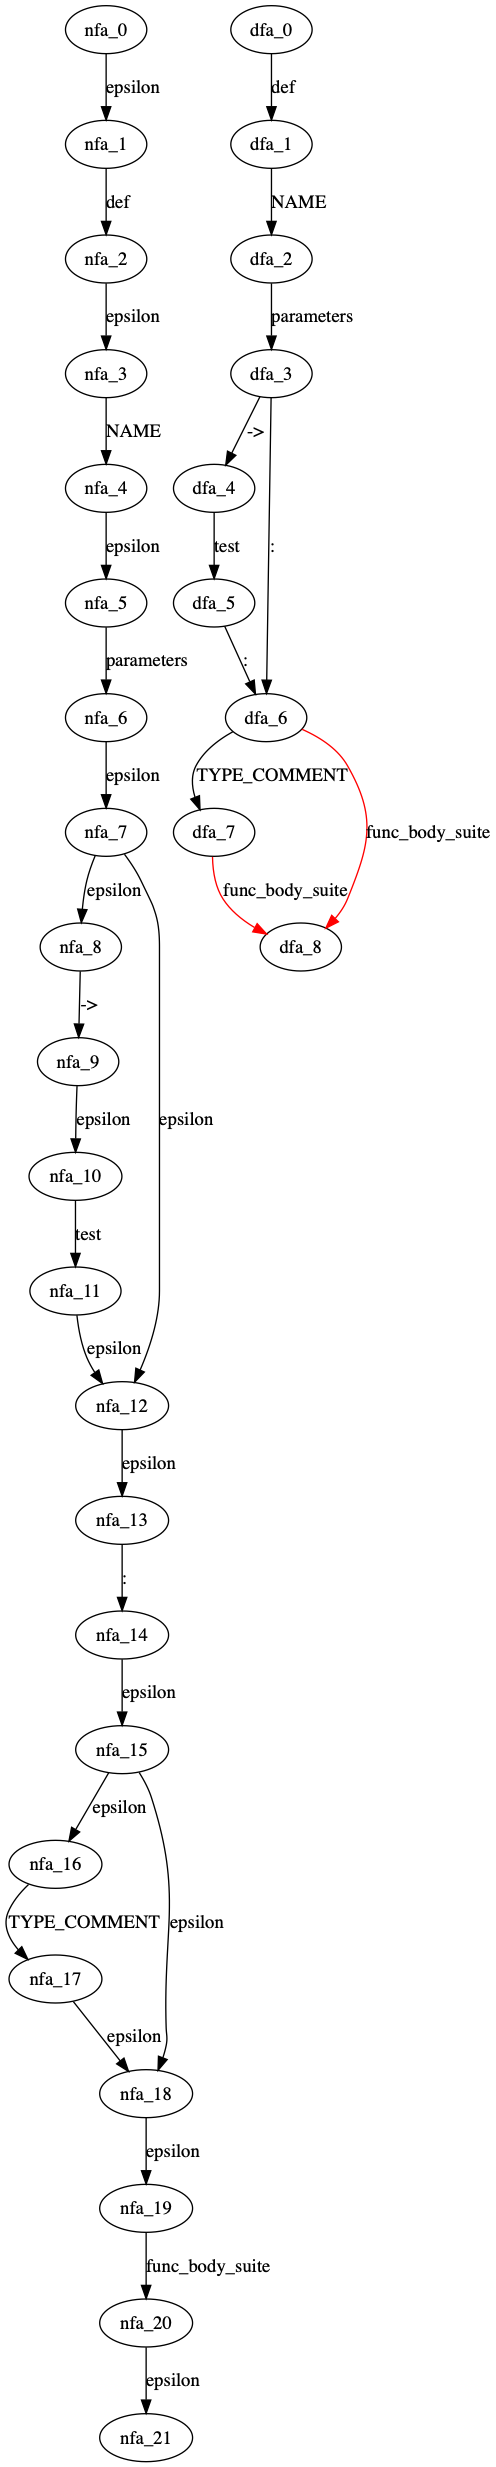 nfa_0 dfa_0
epsilon def
nfa_1 dfa_1
def NAME
nfa_2 dfa_2
epsilon parameters
nfa_3 dfa_3
NAME -> 
nfa_4 dfa_4
epsilon test :
nfa_5 dfa_5
parameters :
nfa_6 dfa_6
epsilon TYPE_COMMENT
nfa_7 dfa_7 func_body_suite
epsilon func_body_suite
nfa_8 dfa_8
->
nfa_9
epsilon epsilon
nfa_10
test
nfa_11
epsilon
nfa_12
epsilon
nfa_13
:
nfa_14
epsilon
nfa_15
epsilon
nfa_16
TYPE_COMMENT epsilon
nfa_17
epsilon
nfa_18
epsilon
nfa_19
func_body_suite
nfa_20
epsilon
nfa_21